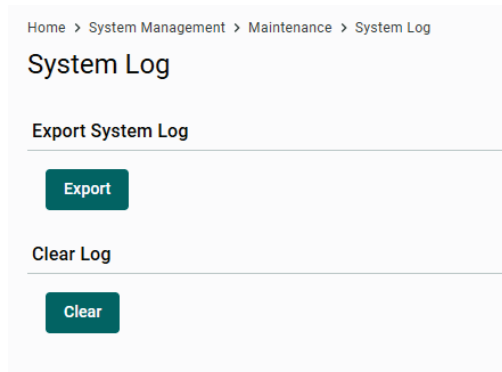 Home > System Management > Maintenance > System Log
System Log
Export System Log
Export
Clear Log
Clear